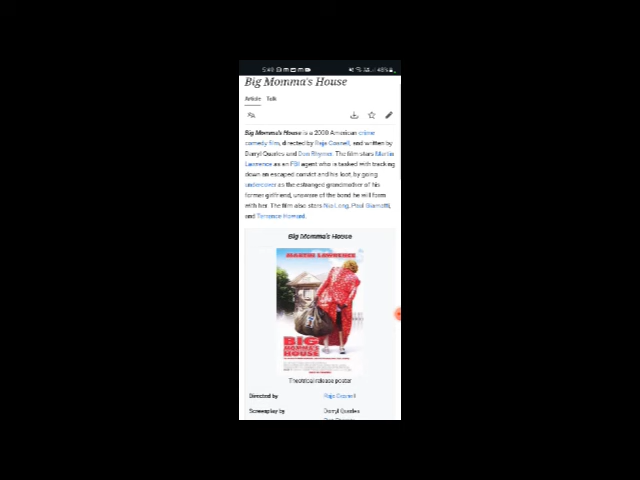 Big Momma's House
Article Talk
Big Momma's House is a 2000 American crime
comedy film, directed by Raja Gosnell, and written by
Darryl Quarles and Don Rhymer. The film stars Martin
Lawrence as an FBI agent who is tasked with tracking
down an escaped convict and his loot, by going
undercover as the estranged grandmother of his
former girlfriend, unaware of the bond he will form
with her. The film also stars Nia Long, Paul Giamatti,
and Terrence Howard.
Big Momma's House
MARTIN LAWRENCE
BIG
MOMMA'S
HOUSE
Theatrical release poster
Directed by Raja Gosnell
Screenplay by Darryl Quarles